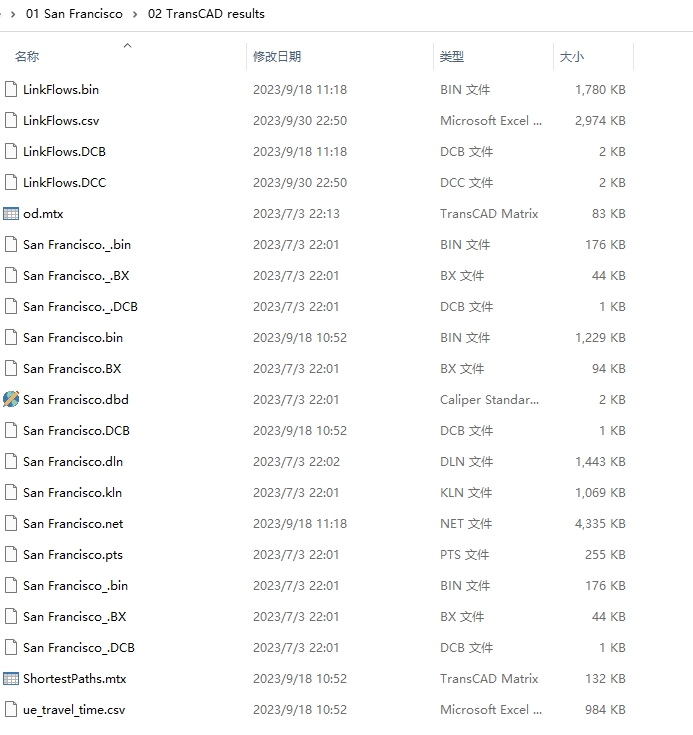 01 San Francisco > 02 TransCAD results
名称 修改日期 类型 大小
LinkFlows.bin 2023/9/18 11:18 BIN 文件 1,780 KB
LinkFlows.csv 2023/9/30 22:50 Microsoft Excel ... 2,974 KB
LinkFlows.DCB 2023/9/18 11:18 DCB 文件 2 KB
LinkFlows.DCC 2023/9/30 22:50 DCC 文件 2 KB
od.mtx 2023/7/3 22:13 TransCAD Matrix 83 KB
San Francisco._.bin 2023/7/3 22:01 BIN 文件 176 KB
San Francisco._.BX 2023/7/3 22:01 BX 文件 44 KB
San Francisco._.DCB 2023/7/3 22:01 DCB 文件 1 KB
San Francisco.bin 2023/9/18 10:52 BIN 文件 1,229 KB
San Francisco.BX 2023/7/3 22:01 BX 文件 94 KB
San Francisco.dbd 2023/7/3 22:01 Caliper Standar... 2 KB
San Francisco.DCB 2023/9/18 10:52 DCB 文件 1 KB
San Francisco.dln 2023/7/3 22:02 DLN 文件 1,443 KB
San Francisco.kln 2023/7/3 22:01 KLN 文件 1,069 KB
San Francisco.net 2023/9/18 11:18 NET 文件 4,335 KB
San Francisco.pts 2023/7/3 22:01 PTS 文件 255 KB
San Francisco_.bin 2023/7/3 22:01 BIN 文件 176 KB
San Francisco_.BX 2023/7/3 22:01 BX 文件 44 KB
San Francisco_.DCB 2023/7/3 22:01 DCB 文件 1 KB
ShortestPaths.mtx 2023/9/18 10:52 TransCAD Matrix 132 KB
ue_travel_time.csv 2023/9/18 10:52 Microsoft Excel ... 984 KB